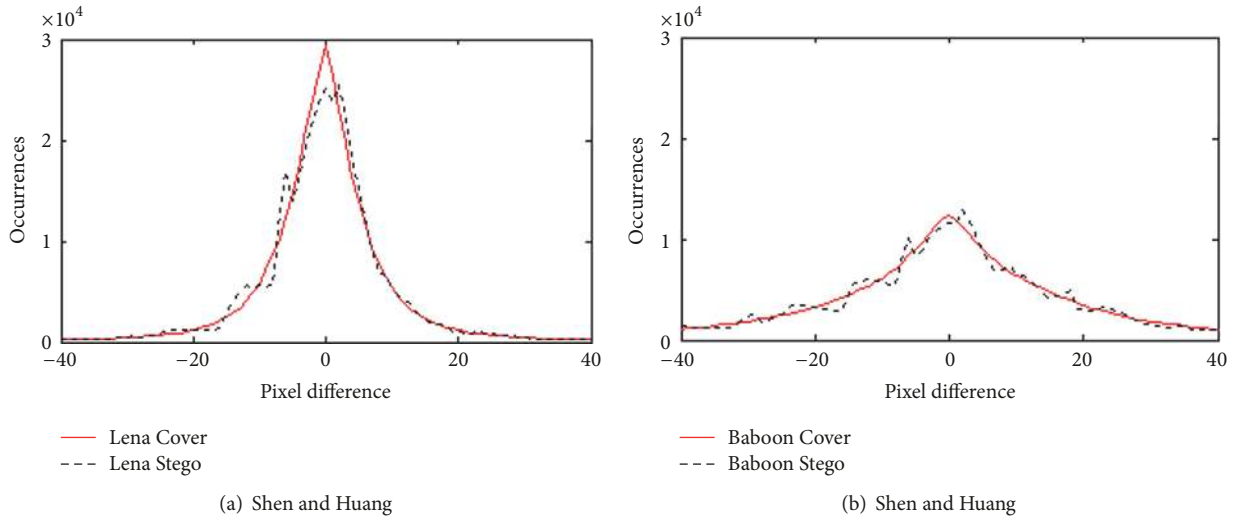 ×10⁴
3
2
1
0
Occurrences
−40
−20
0
20
40
Pixel difference
Lena Cover
Lena Stego
(a) Shen and Huang
×10⁴
3
2
1
0
Occurrences
−40
−20
0
20
40
Pixel difference
Baboon Cover
Baboon Stego
(b) Shen and Huang